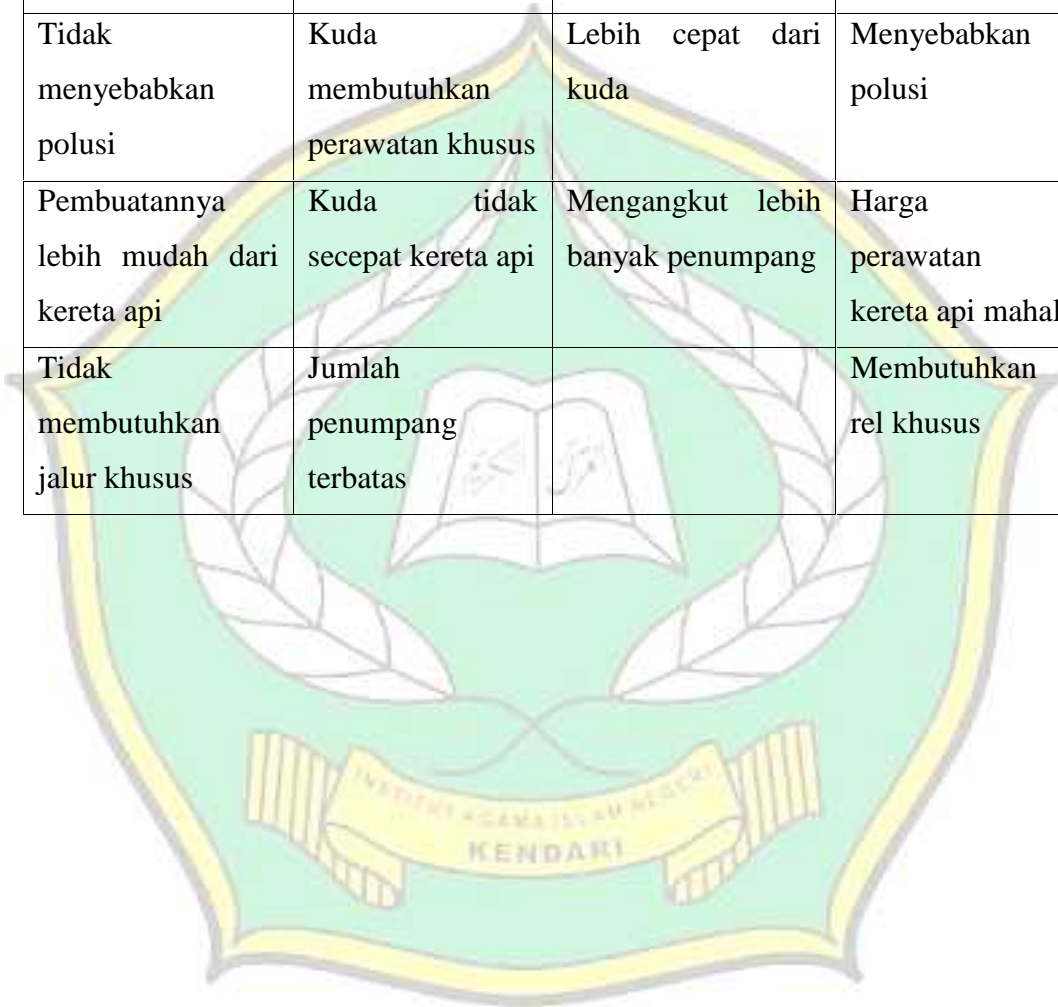 Tidak
menyebabkan
polusi
Kuda
membutuhkan
perawatan khusus
Lebih cepat dari
kuda
Menyebabkan
polusi
Pembuatannya
lebih mudah dari
kereta api
Kuda tidak
secepat kereta api
Mengangkut lebih
banyak penumpang
Harga
perawatan
kereta api mahal
Tidak
membutuhkan
jalur khusus
Jumlah
penumpang
terbatas
Membutuhkan
rel khusus
INSTITUT AGAMA ISLAM NEGERI
KENDARI